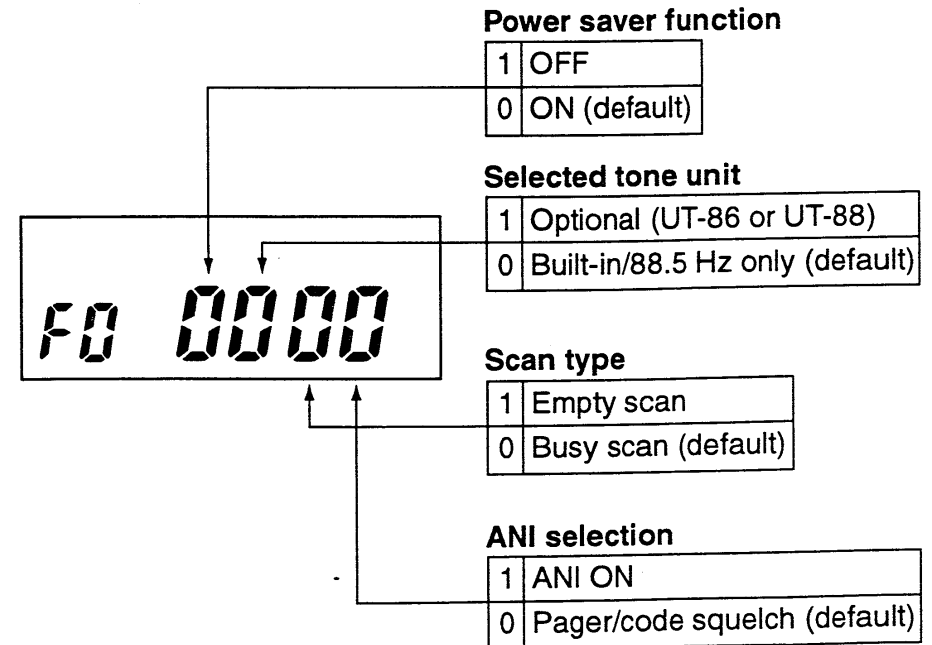 Power saver function
1 OFF
0 ON (default)
Selected tone unit
1 Optional (UT-86 or UT-88)
0 Built-in/88.5 Hz only (default)
F0 0000
Scan type
1 Empty scan
0 Busy scan (default)
ANI selection
1 ANI ON
0 Pager/code squelch (default)